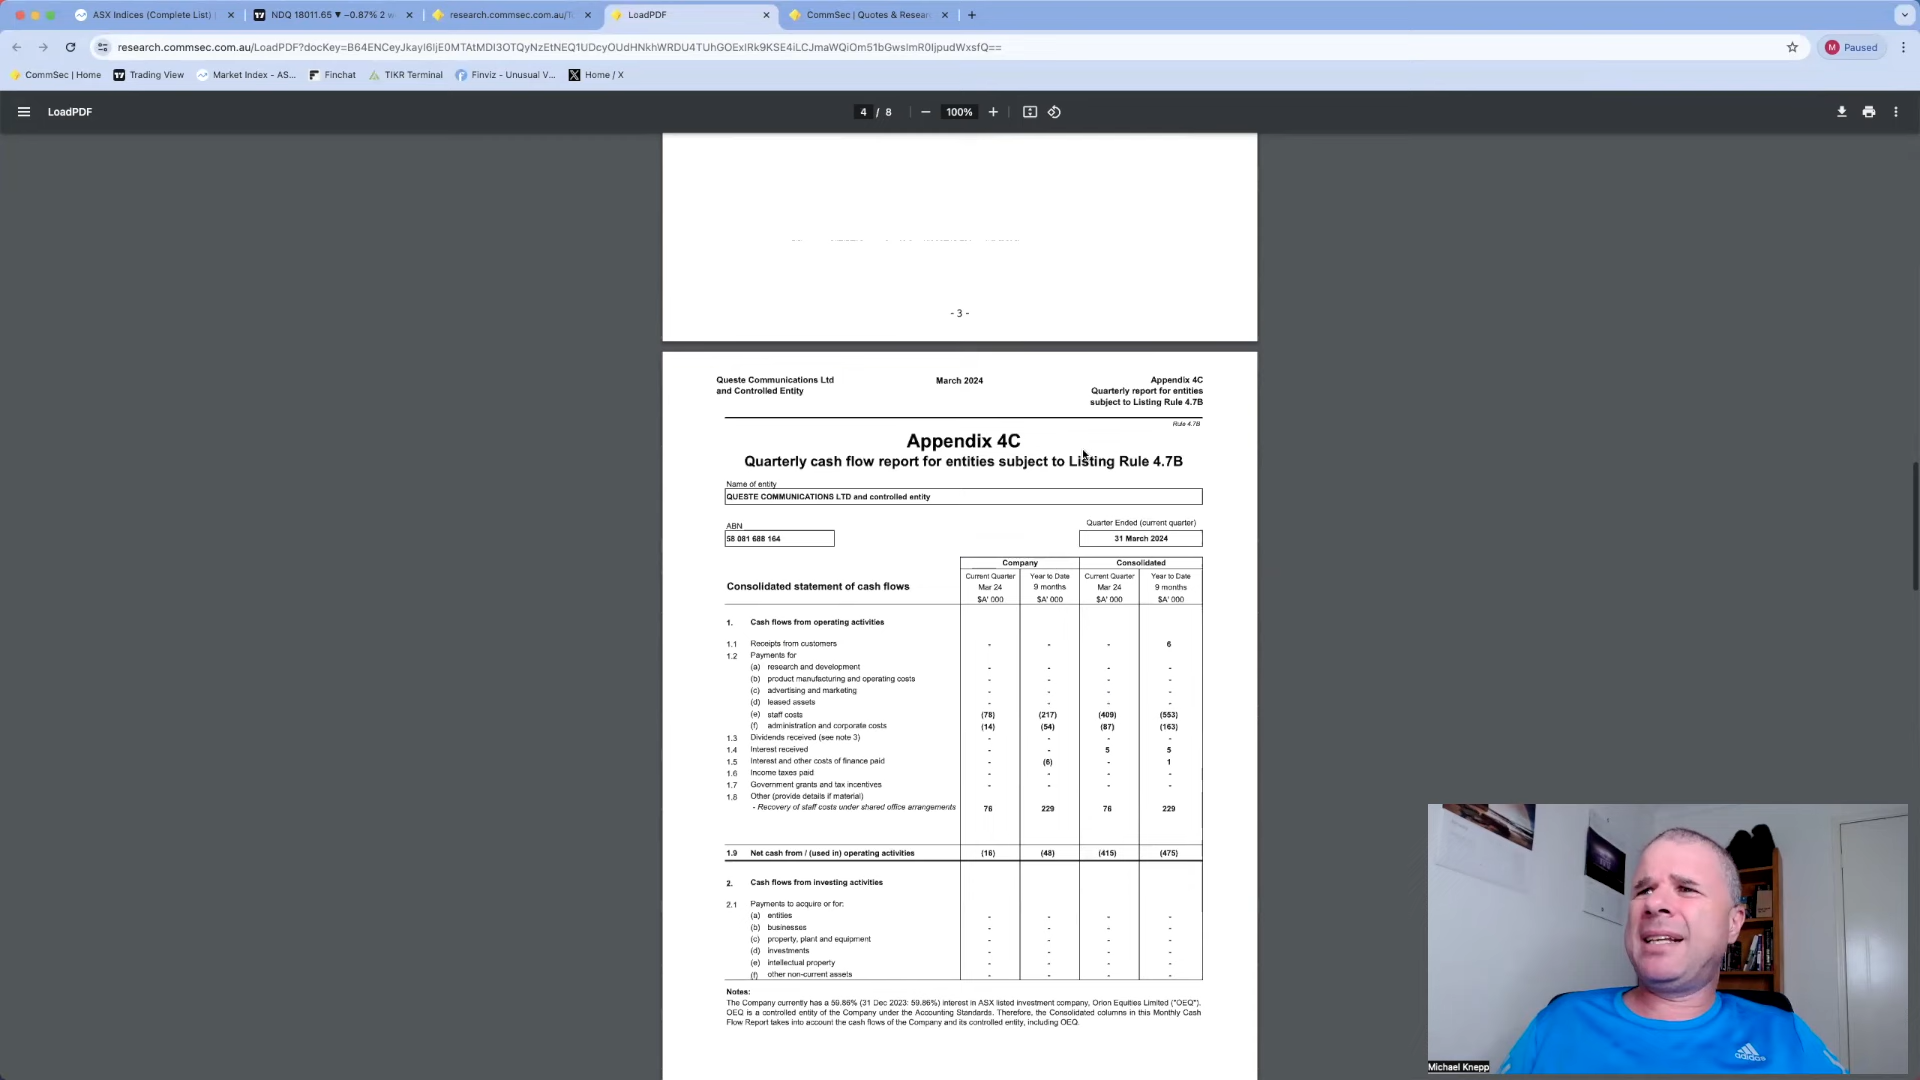 ASX Indices (Complete List)
NDQ 18011.65 ▼ −0.87% 2 w
research.commsec.com.au/
LoadPDF
CommSec | Quotes & Resear
LoadPDF
4 / 8
100%
Paused
CommSec | Home
Trading View
Market Index - AS...
Finchat
TIKR Terminal
Finviz - Unusual V...
Home / X
- 3 -
Queste Communications Ltd
and Controlled Entity
March 2024
Appendix 4C
Quarterly report for entities
subject to Listing Rule 4.7B
Rule 4.7B
Appendix 4C
Quarterly cash flow report for entities subject to Listing Rule 4.7B
Name of entity
QUESTE COMMUNICATIONS LTD and controlled entity
ABN
58 081 688 164
Quarter Ended (current quarter)
31 March 2024
Company Consolidated
Consolidated statement of cash flows
Current Quarter Year to Date Current Quarter Year to Date
Mar 24 9 months Mar 24 9 months
$A' 000 $A' 000 $A' 000 $A' 000
1. Cash flows from operating activities
1.1 Receipts from customers - - - 6
1.2 Payments for
(a) research and development - - - -
(b) product manufacturing and operating costs - - - -
(c) advertising and marketing - - - -
(d) leased assets - - - -
(e) staff costs (78) (217) (409) (553)
(f) administration and corporate costs (14) (54) (87) (163)
1.3 Dividends received (see note 3) - - - -
1.4 Interest received - - 5 5
1.5 Interest and other costs of finance paid - (6) - 1
1.6 Income taxes paid - - - -
1.7 Government grants and tax incentives - - - -
1.8 Other (provide details if material)
- Recovery of staff costs under shared office arrangements 76 229 76 229
1.9 Net cash from / (used in) operating activities (16) (48) (415) (475)
2. Cash flows from investing activities
2.1 Payments to acquire or for:
(a) entities - - - -
(b) businesses - - - -
(c) property, plant and equipment - - - -
(d) investments - - - -
(e) intellectual property - - - -
(f) other non-current assets - - - -
Notes:
The Company currently has a 59.86% (31 Dec 2023: 59.86%) interest in ASX listed investment company, Orion Equities Limited ("OEQ").
OEQ is a controlled entity of the Company under the Accounting Standards. Therefore, the Consolidated columns in this Monthly Cash
Flow Report takes into account the cash flows of the Company and its controlled entity, including OEQ.
adidas
Michael Knepp